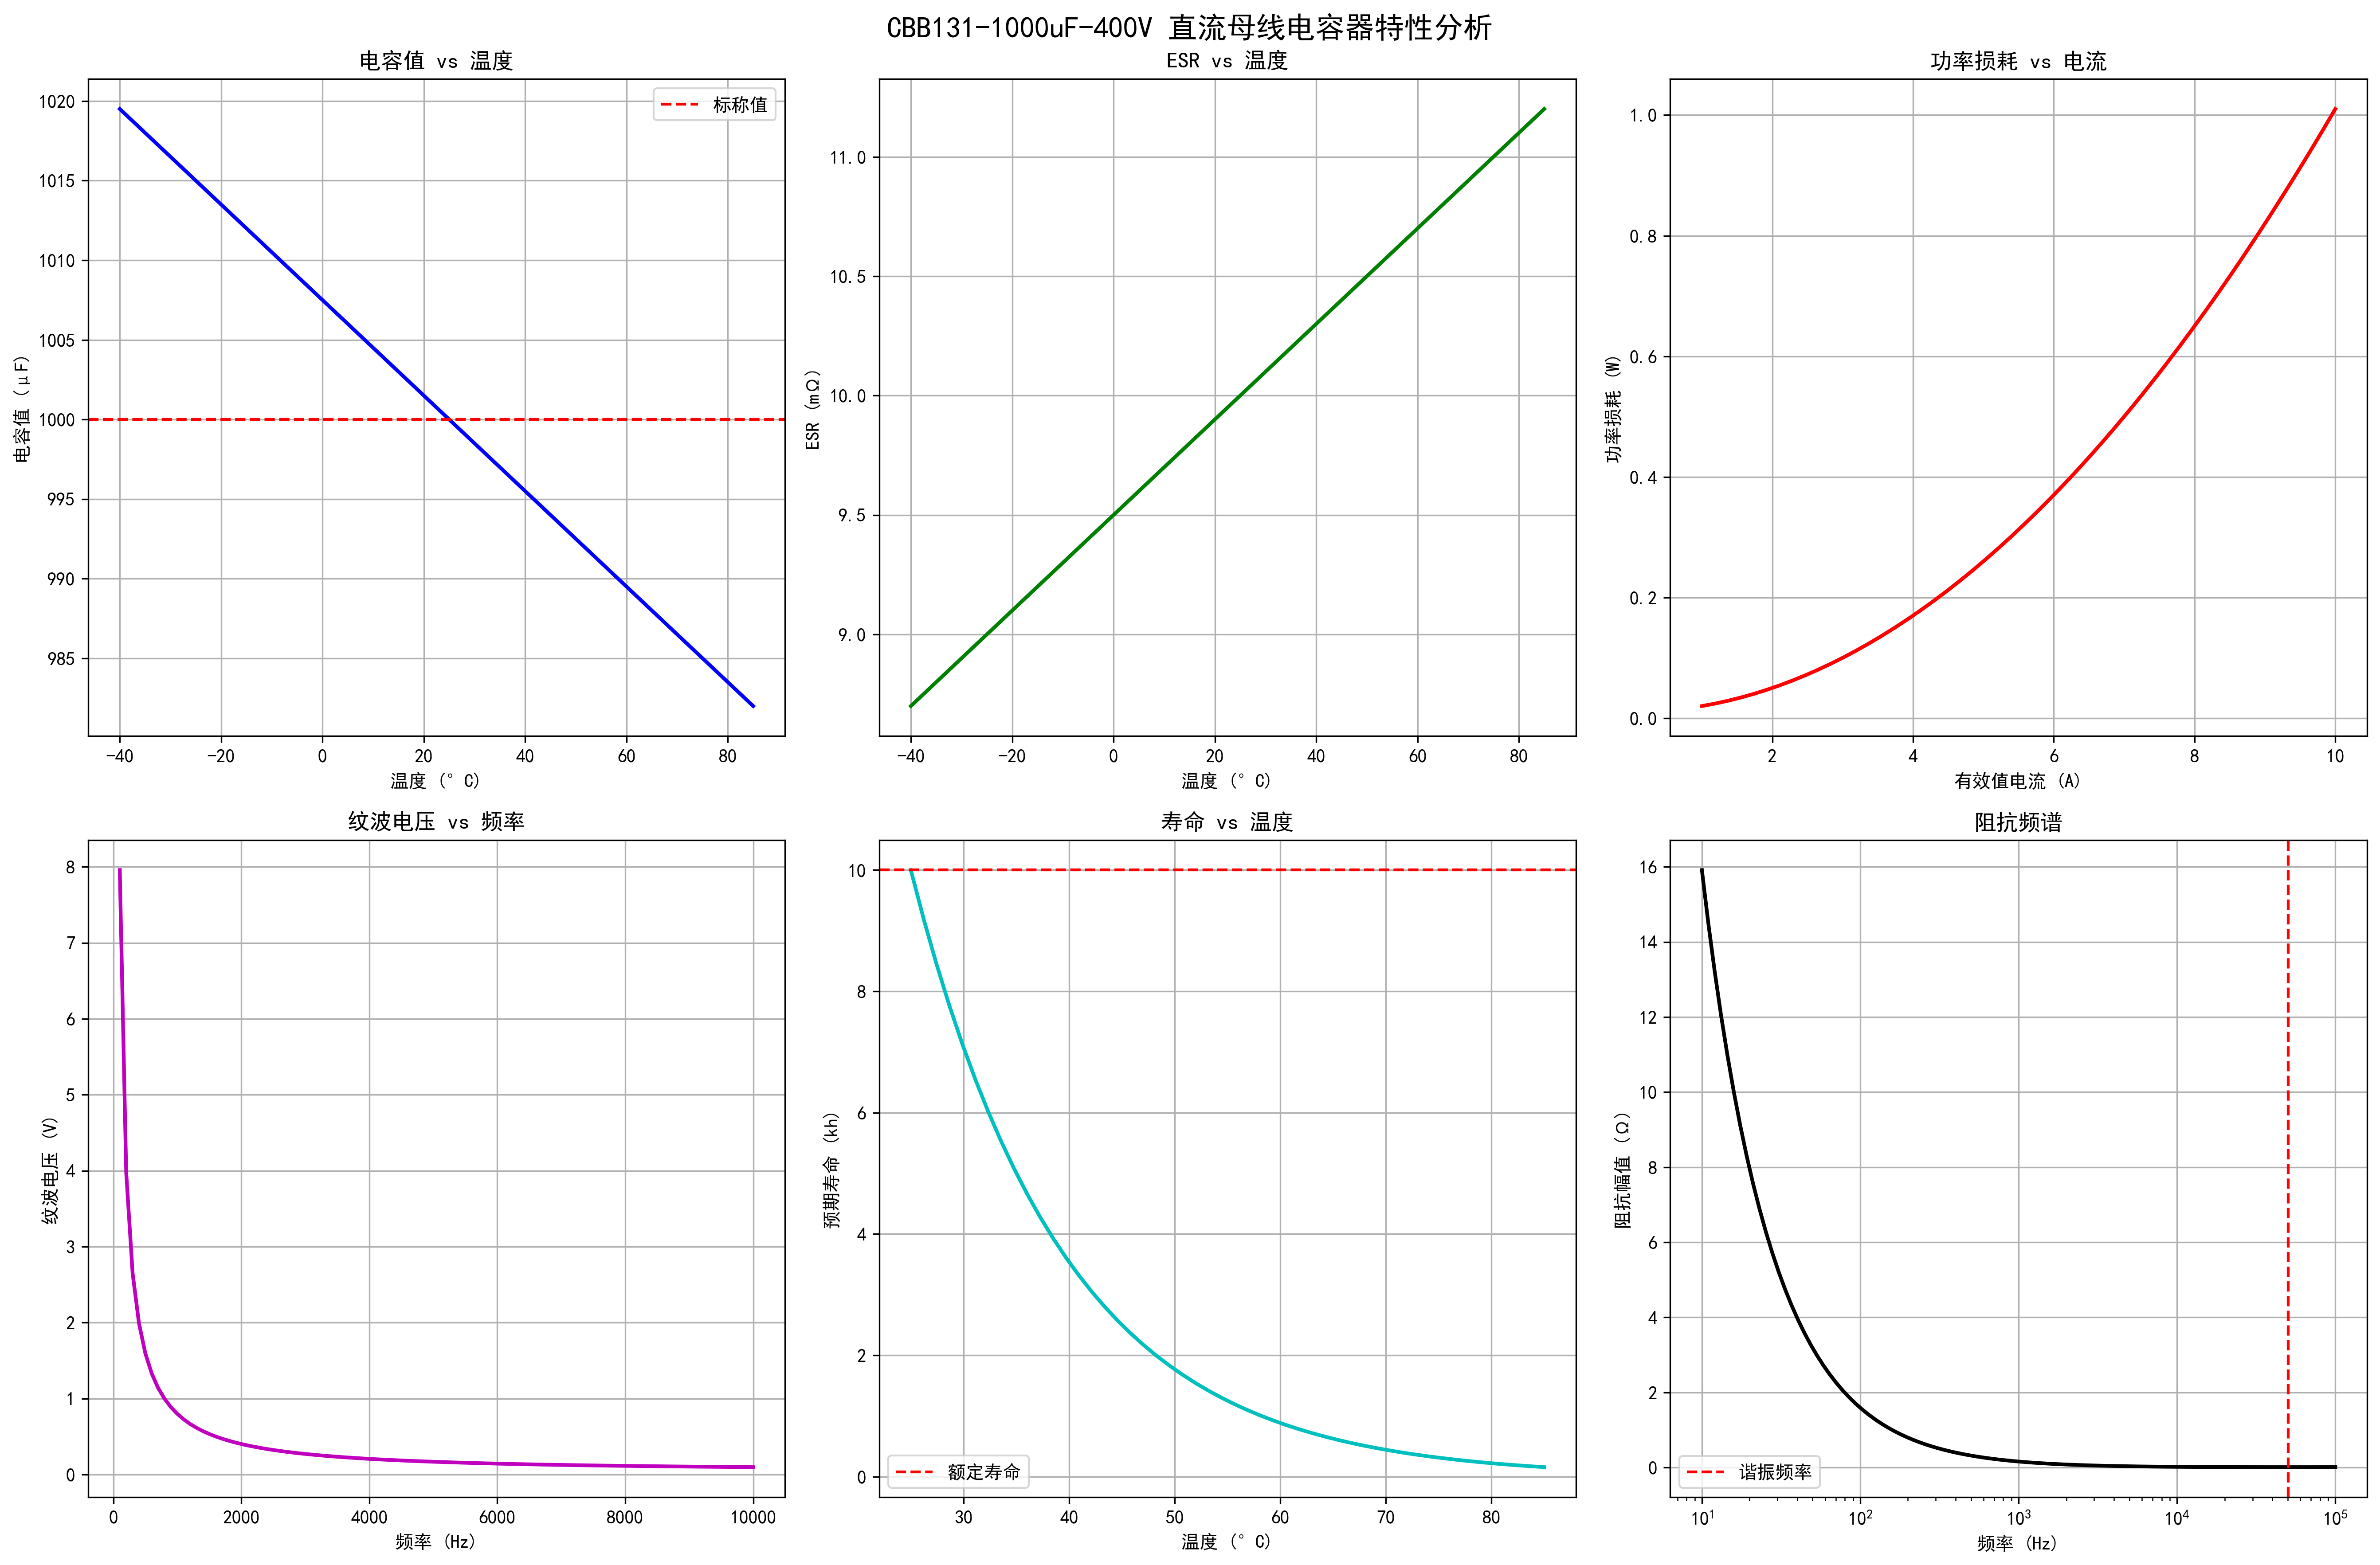 CBB131-1000uF-400V 直流母线电容器特性分析
电容值 vs 温度
1020
1015
1010
1005
1000
995
990
985
电容值 (μF)
标称值
-40 -20 0 20 40 60 80
温度 (°C)
ESR vs 温度
11.0
10.5
10.0
9.5
9.0
ESR (mΩ)
-40 -20 0 20 40 60 80
温度 (°C)
功率损耗 vs 电流
1.0
0.8
0.6
0.4
0.2
0.0
功率损耗 (W)
2 4 6 8 10
有效值电流 (A)
纹波电压 vs 频率
8
7
6
5
4
3
2
1
0
纹波电压 (V)
0 2000 4000 6000 8000 10000
频率 (Hz)
寿命 vs 温度
10
8
6
4
2
0
预期寿命 (kh)
额定寿命
30 40 50 60 70 80
温度 (°C)
阻抗频谱
16
14
12
10
8
6
4
2
0
阻抗幅值 (Ω)
谐振频率
10¹ 10² 10³ 10⁴ 10⁵
频率 (Hz)